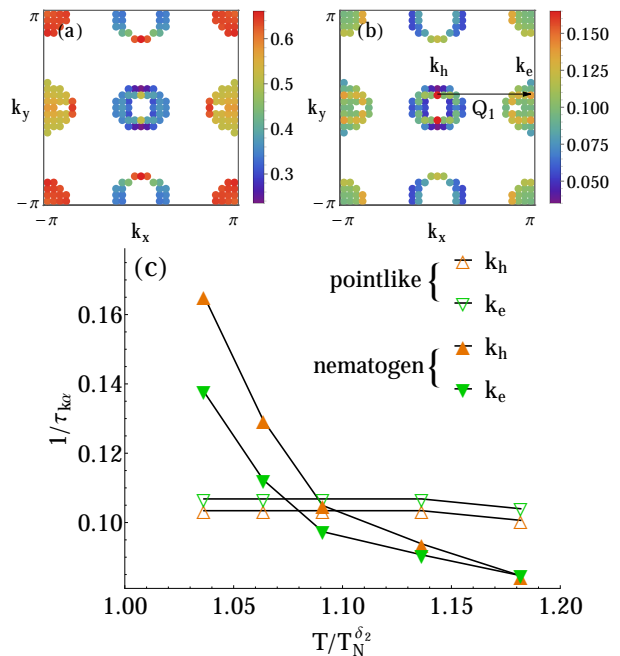 π (a) 0.6
0.5
k_y 0.4
0.3
-π
-π k_x π
π (b) 0.150
k_h k_e 0.125
k_y Q_1 0.100
0.075
0.050
-π
-π k_x π
(c)
pointlike { k_h
k_e
nematogen { k_h
k_e
1/τ_kα
0.16
0.14
0.12
0.10
1.00 1.05 1.10 1.15 1.20
T/T_N^δ_2